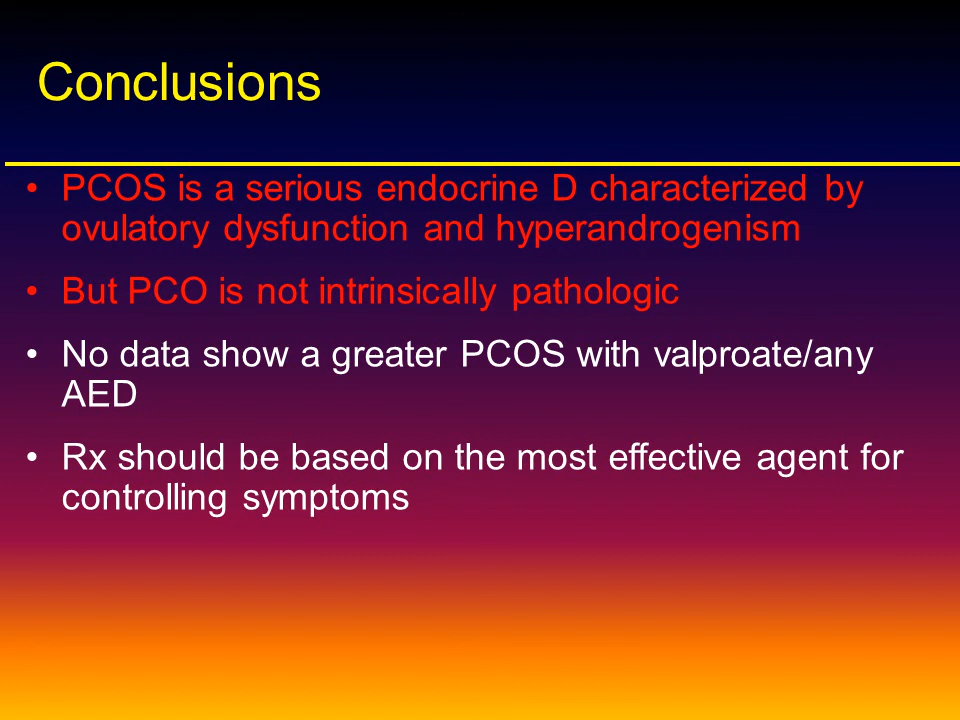 Conclusions
• PCOS is a serious endocrine D characterized by
ovulatory dysfunction and hyperandrogenism
• But PCO is not intrinsically pathologic
• No data show a greater PCOS with valproate/any
AED
• Rx should be based on the most effective agent for
controlling symptoms